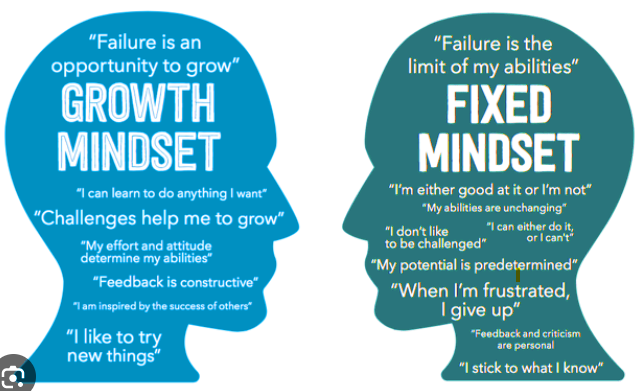 “Failure is an
opportunity to grow”
GROWTH
MINDSET
“I can learn to do anything I want”
“Challenges help me to grow”
“My effort and attitude
determine my abilities”
“Feedback is constructive”
“I am inspired by the success of others”
“I like to try
new things”
“Failure is the
limit of my abilities”
FIXED
MINDSET
“I’m either good at it or I’m not”
“My abilities are unchanging”
“I don’t like
to be challenged”
“I can either do it,
or I can’t”
“My potential is predetermined”
“When I’m frustrated,
I give up”
“Feedback and criticism
are personal
“I stick to what I know”